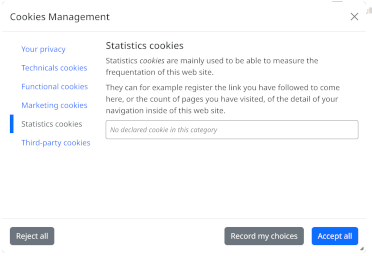 Cookies Management
Your privacy
Technicals cookies
Functional cookies
Marketing cookies
Statistics cookies
Third-party cookies
Statistics cookies
Statistics cookies are mainly used to be able to measure the
frequentation of this web site.
They can for example register the link you have followed to come
here, or the count of pages you have visited, of the detail of your
navigation inside of this web site.
No declared cookie in this category
Reject all
Record my choices
Accept all